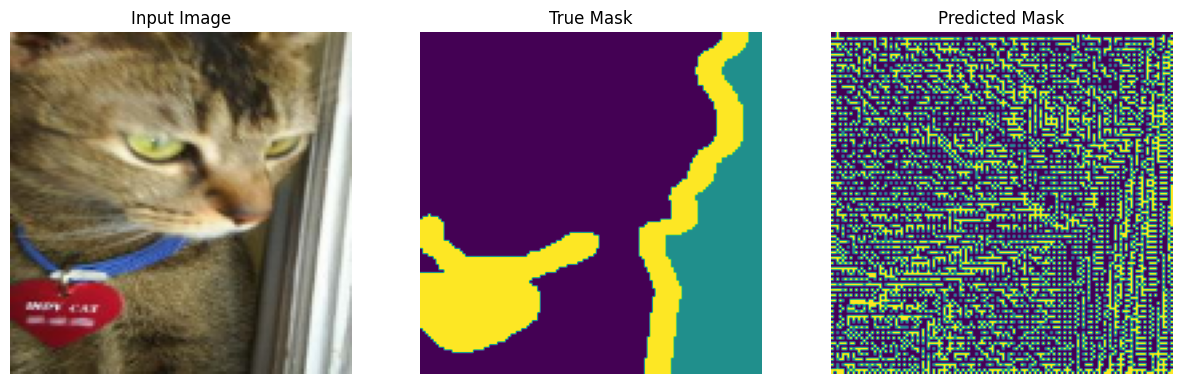 Input Image
True Mask
Predicted Mask
INDY CAT